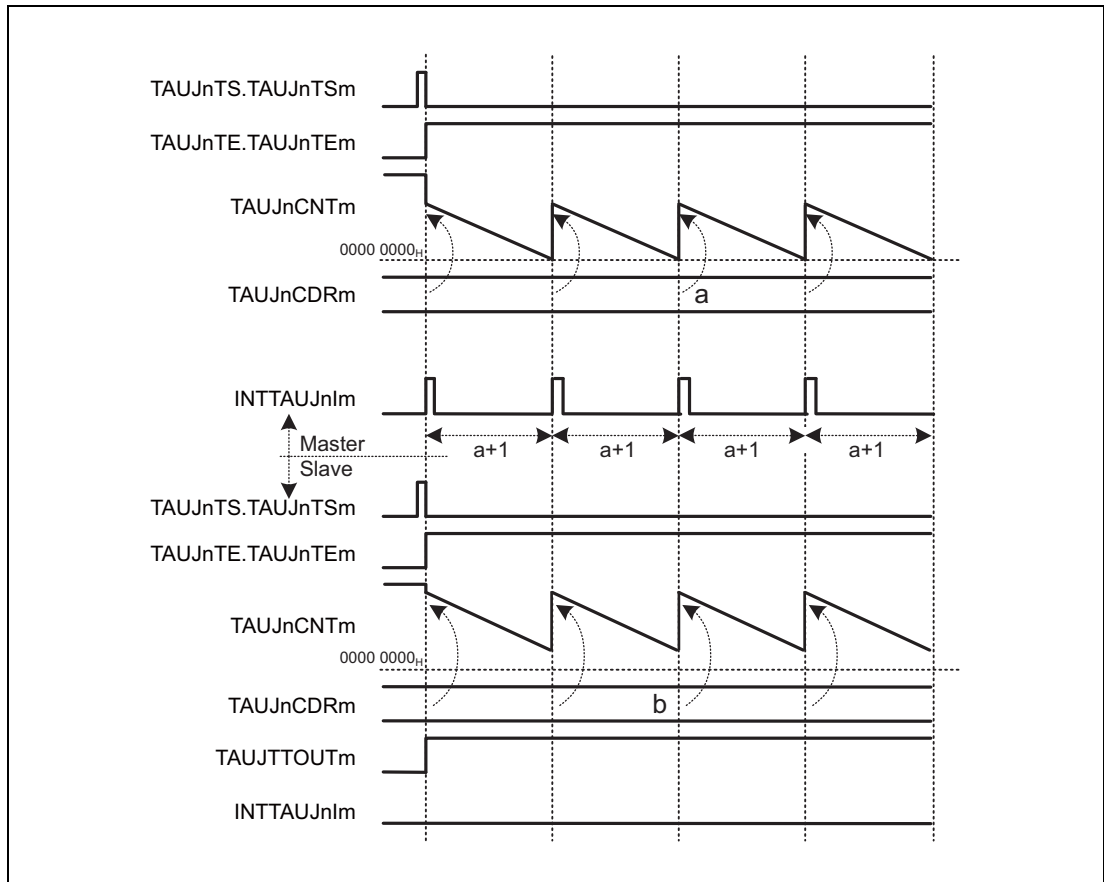 TAUJnTS.TAUJnTSm
TAUJnTE.TAUJnTEm
TAUJnCNTm
0000 0000H
TAUJnCDRm
a
INTTAUJnIm
Master
a+1 a+1 a+1 a+1
Slave
TAUJnTS.TAUJnTSm
TAUJnTE.TAUJnTEm
TAUJnCNTm
0000 0000H
TAUJnCDRm
b
TAUJTTOUTm
INTTAUJnIm